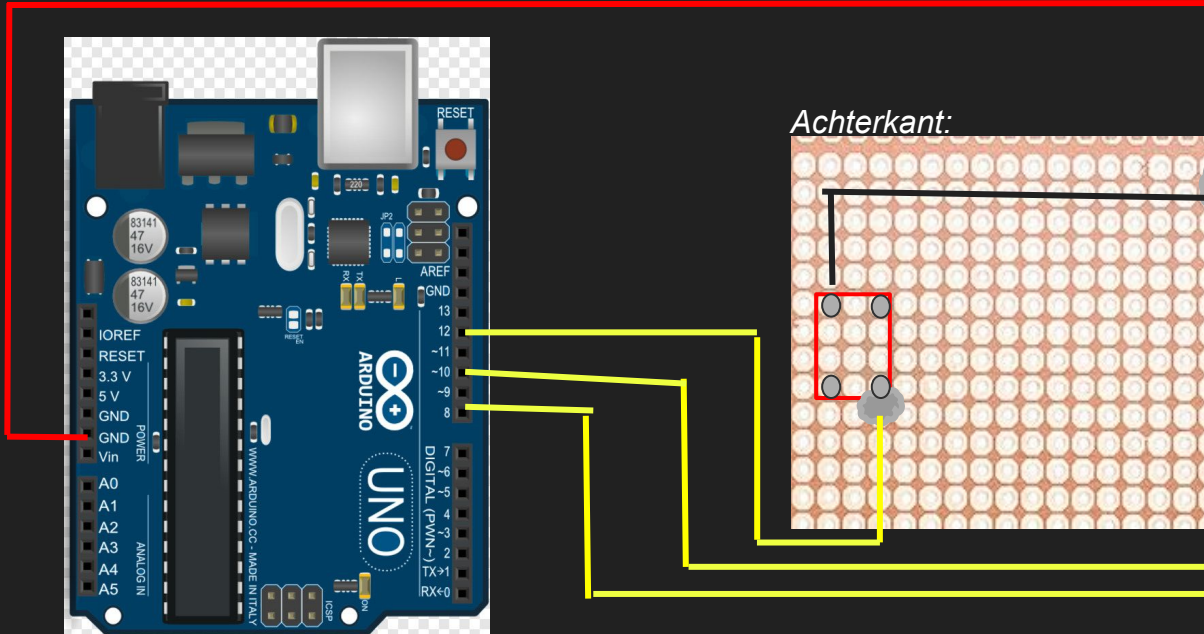 Achterkant:
RESET
220
83141
47
16V
JP2
83141
47
16V
RX
TX
L
AREF
GND
13
12
~11
~10
~9
8
RESET
EN
IOREF
RESET
3.3 V
5 V
GND
GND
Vin
POWER
ARDUINO
UNO
WWW.ARDUINO.CC - MADE IN ITALY
7
~6
~5
4
~3
2
TX→1
RX←0
DIGITAL (PWN~)
A0
A1
A2
A3
A4
A5
ANALOG IN
ICSP
ON